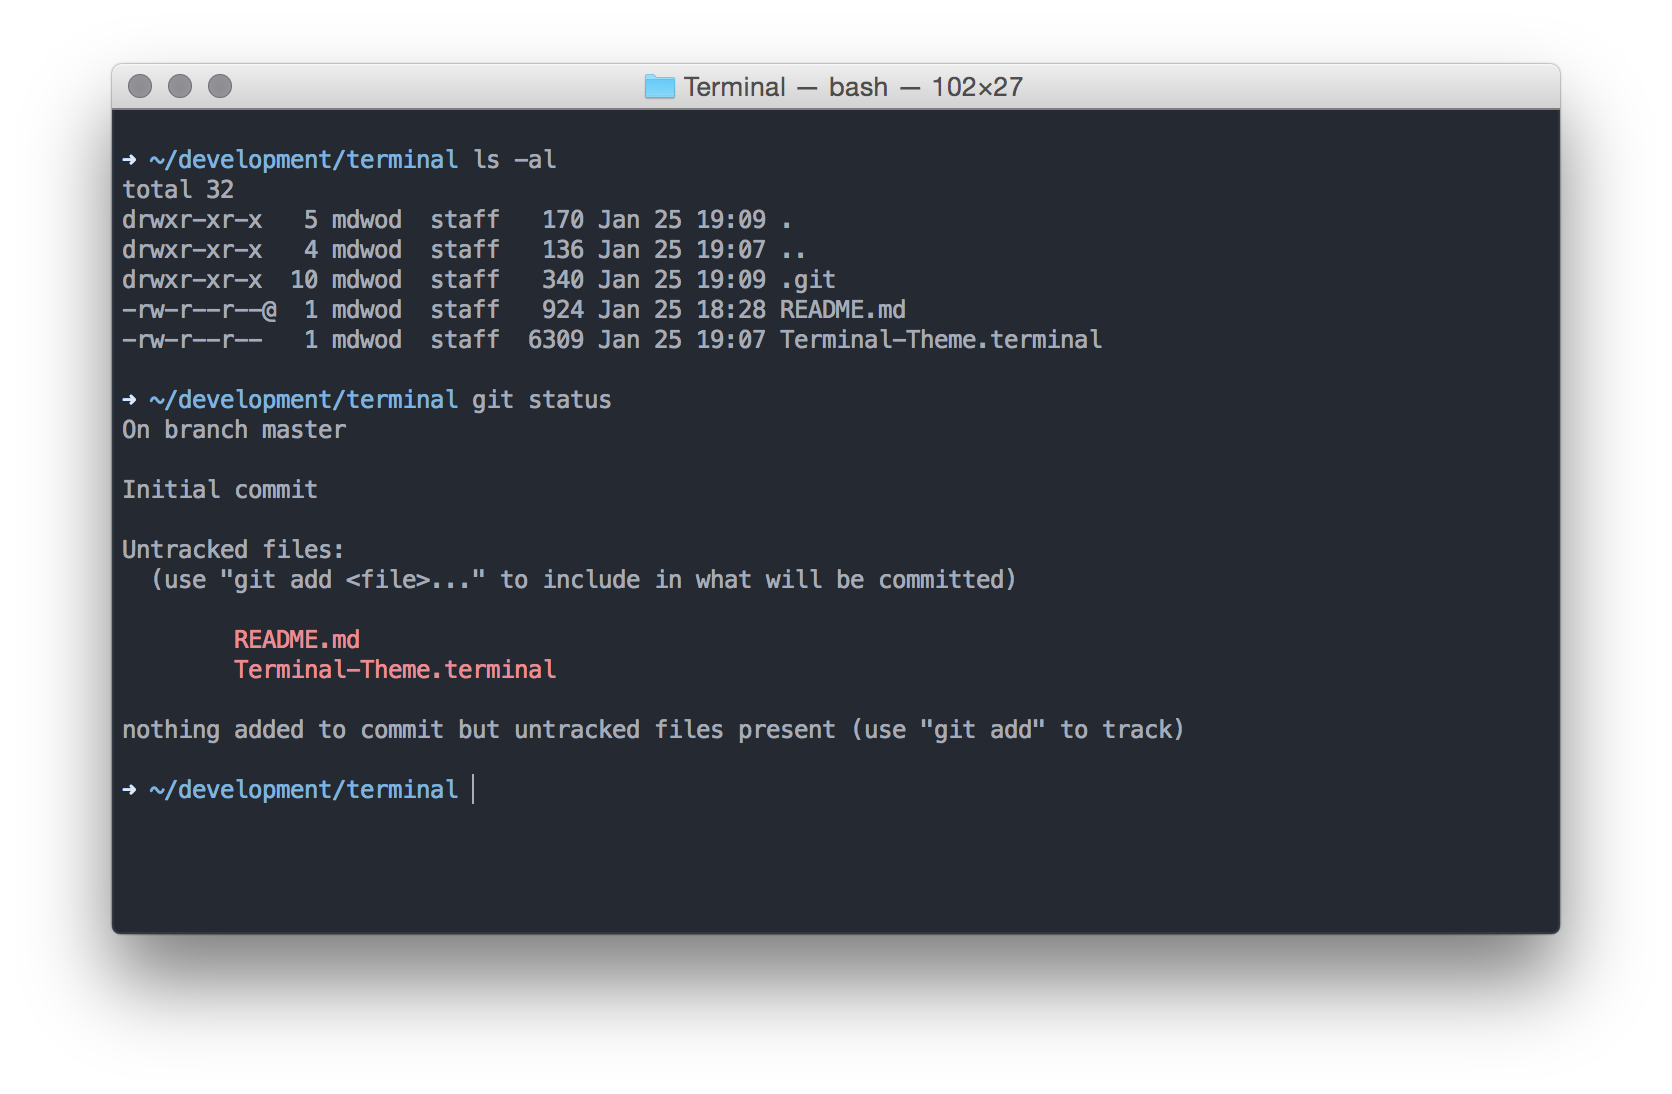 Terminal — bash — 102×27
➜ ~/development/terminal ls -al
total 32
drwxr-xr-x   5 mdwod  staff   170 Jan 25 19:09 .
drwxr-xr-x   4 mdwod  staff   136 Jan 25 19:07 ..
drwxr-xr-x  10 mdwod  staff   340 Jan 25 19:09 .git
-rw-r--r--@  1 mdwod  staff   924 Jan 25 18:28 README.md
-rw-r--r--   1 mdwod  staff  6309 Jan 25 19:07 Terminal-Theme.terminal
➜ ~/development/terminal git status
On branch master
Initial commit
Untracked files:
  (use "git add <file>..." to include in what will be committed)
        README.md
        Terminal-Theme.terminal
nothing added to commit but untracked files present (use "git add" to track)
➜ ~/development/terminal